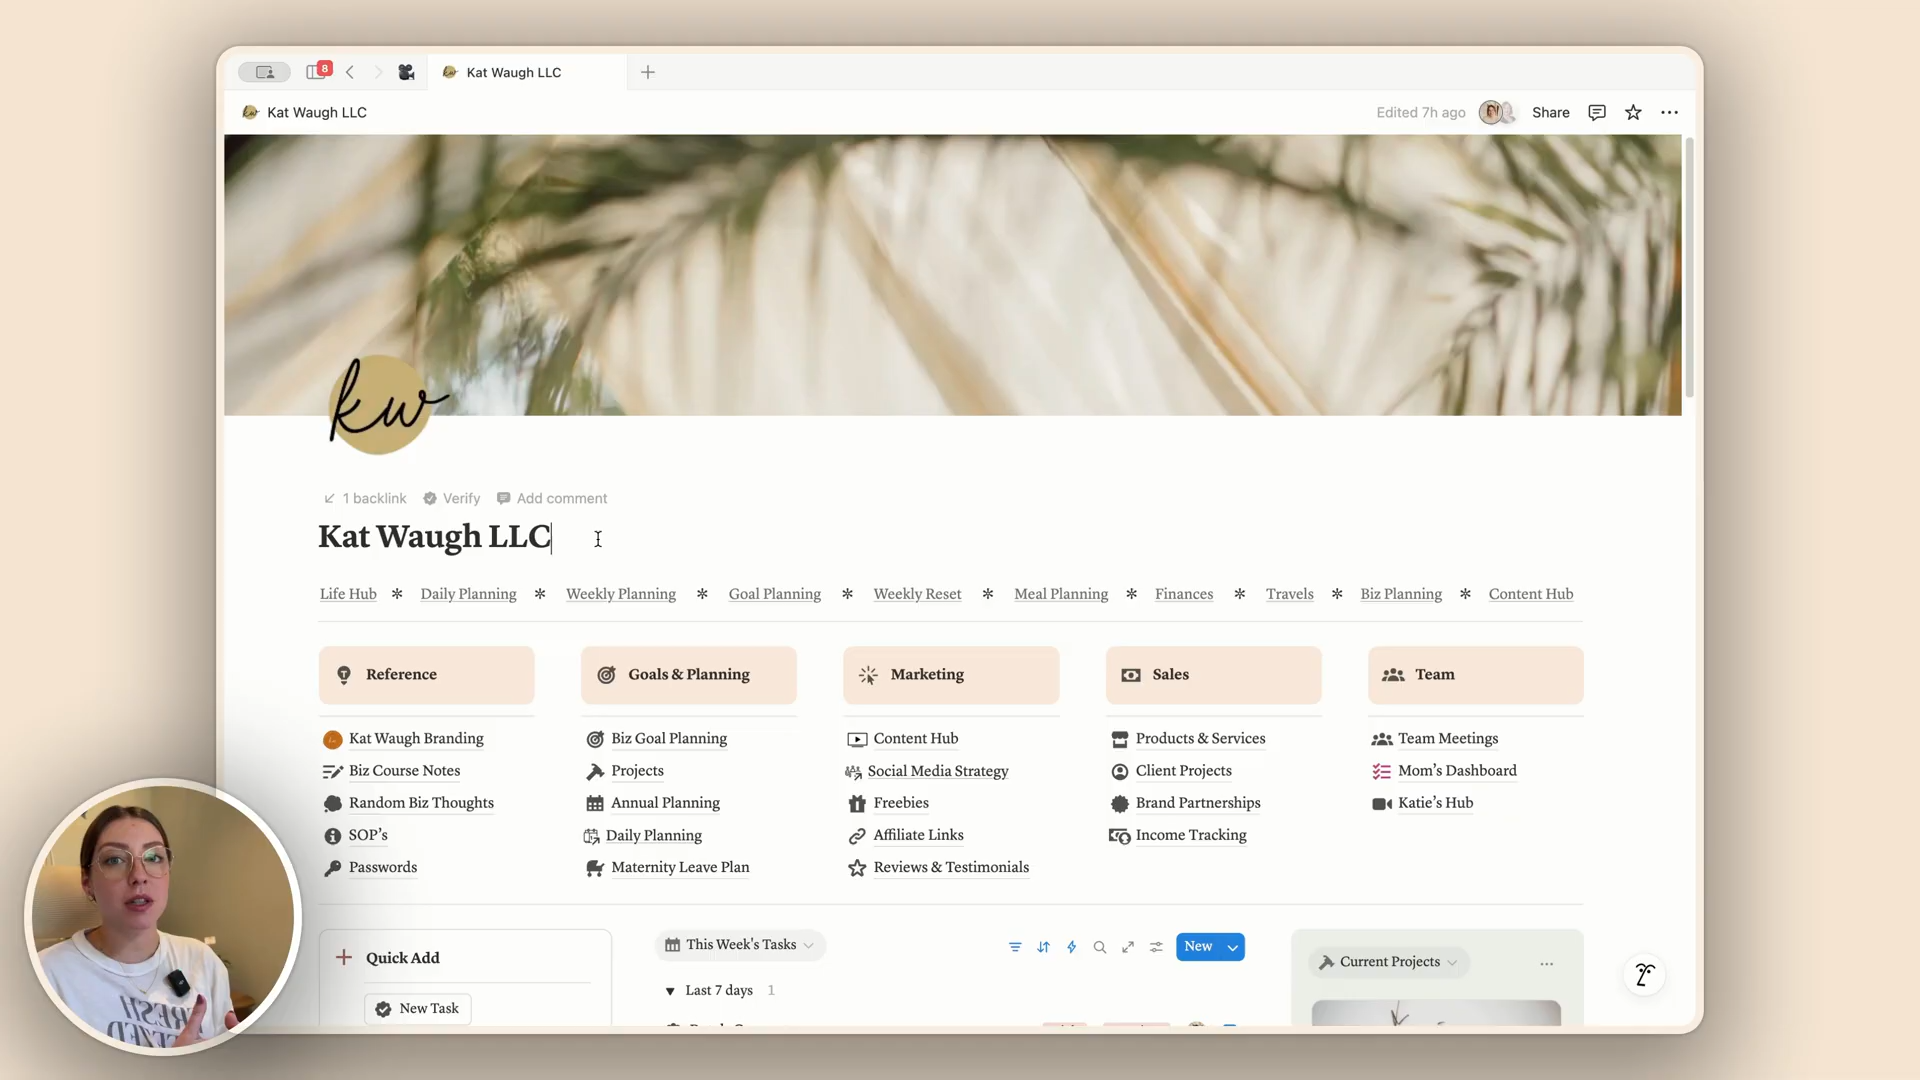 8
Kat Waugh LLC
Kat Waugh LLC
Edited 7h ago
Share
kw
1 backlink
Verify
Add comment
Kat Waugh LLC
Life Hub * Daily Planning * Weekly Planning * Goal Planning * Weekly Reset * Meal Planning * Finances * Travels * Biz Planning * Content Hub
Reference
Kat Waugh Branding
Biz Course Notes
Random Biz Thoughts
SOP's
Passwords
Goals & Planning
Biz Goal Planning
Projects
Annual Planning
Daily Planning
Maternity Leave Plan
Marketing
Content Hub
Social Media Strategy
Freebies
Affiliate Links
Reviews & Testimonials
Sales
Products & Services
Client Projects
Brand Partnerships
Income Tracking
Team
Team Meetings
Mom's Dashboard
Katie's Hub
Quick Add
New Task
This Week's Tasks
New
Last 7 days 1
Current Projects